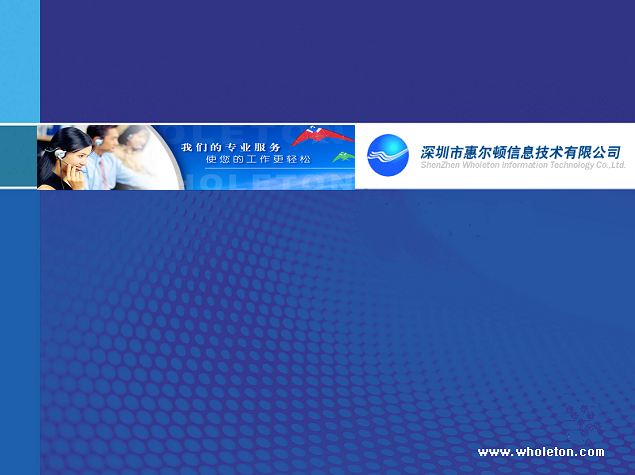 WHOLETON
我们的专业服务
使您的工作更轻松
WHOLETON
深圳市惠尔顿信息技术有限公司
ShenZhen Wholeton Information Technology Co.,Ltd.
www.wholeton.com